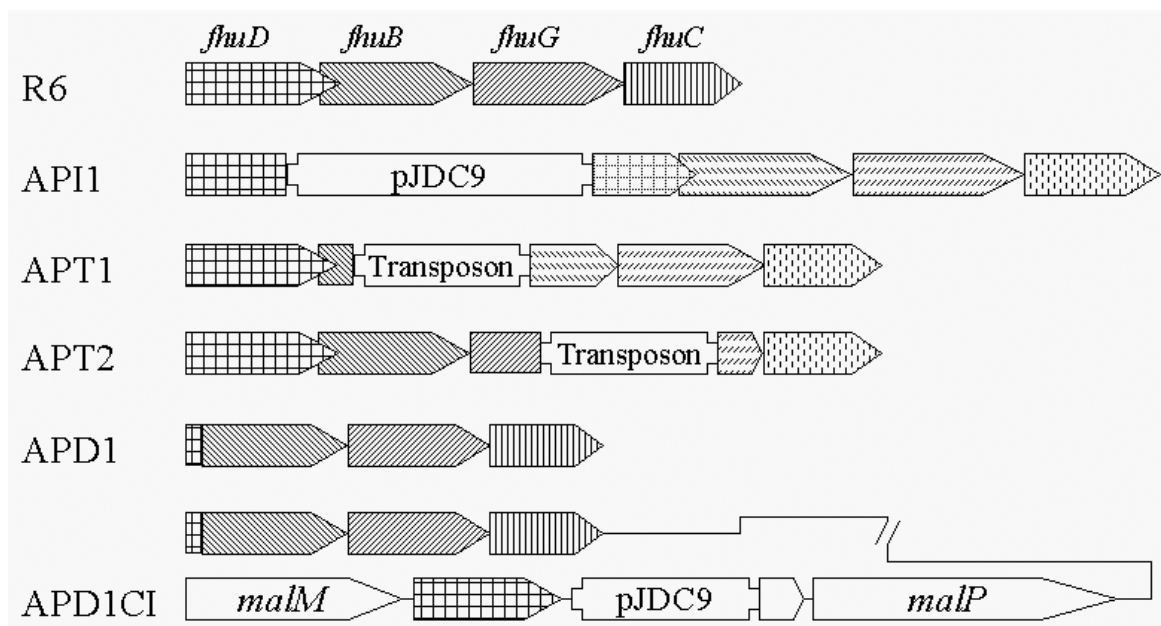 fhuD fhuB fhuG fhuC
R6
API1 pJDC9
APT1 Transposon
APT2 Transposon
APD1
APD1CI malM pJDC9 malP